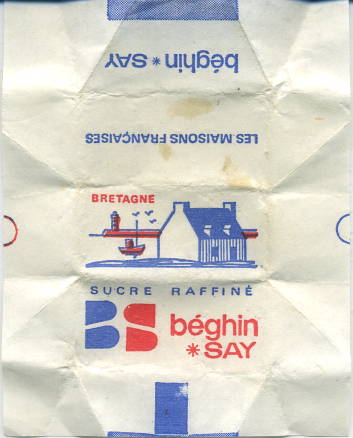 béghin * SAY
LES MAISONS FRANÇAISES
BRETAGNE
SUCRE RAFFINÉ
BS béghin
* SAY